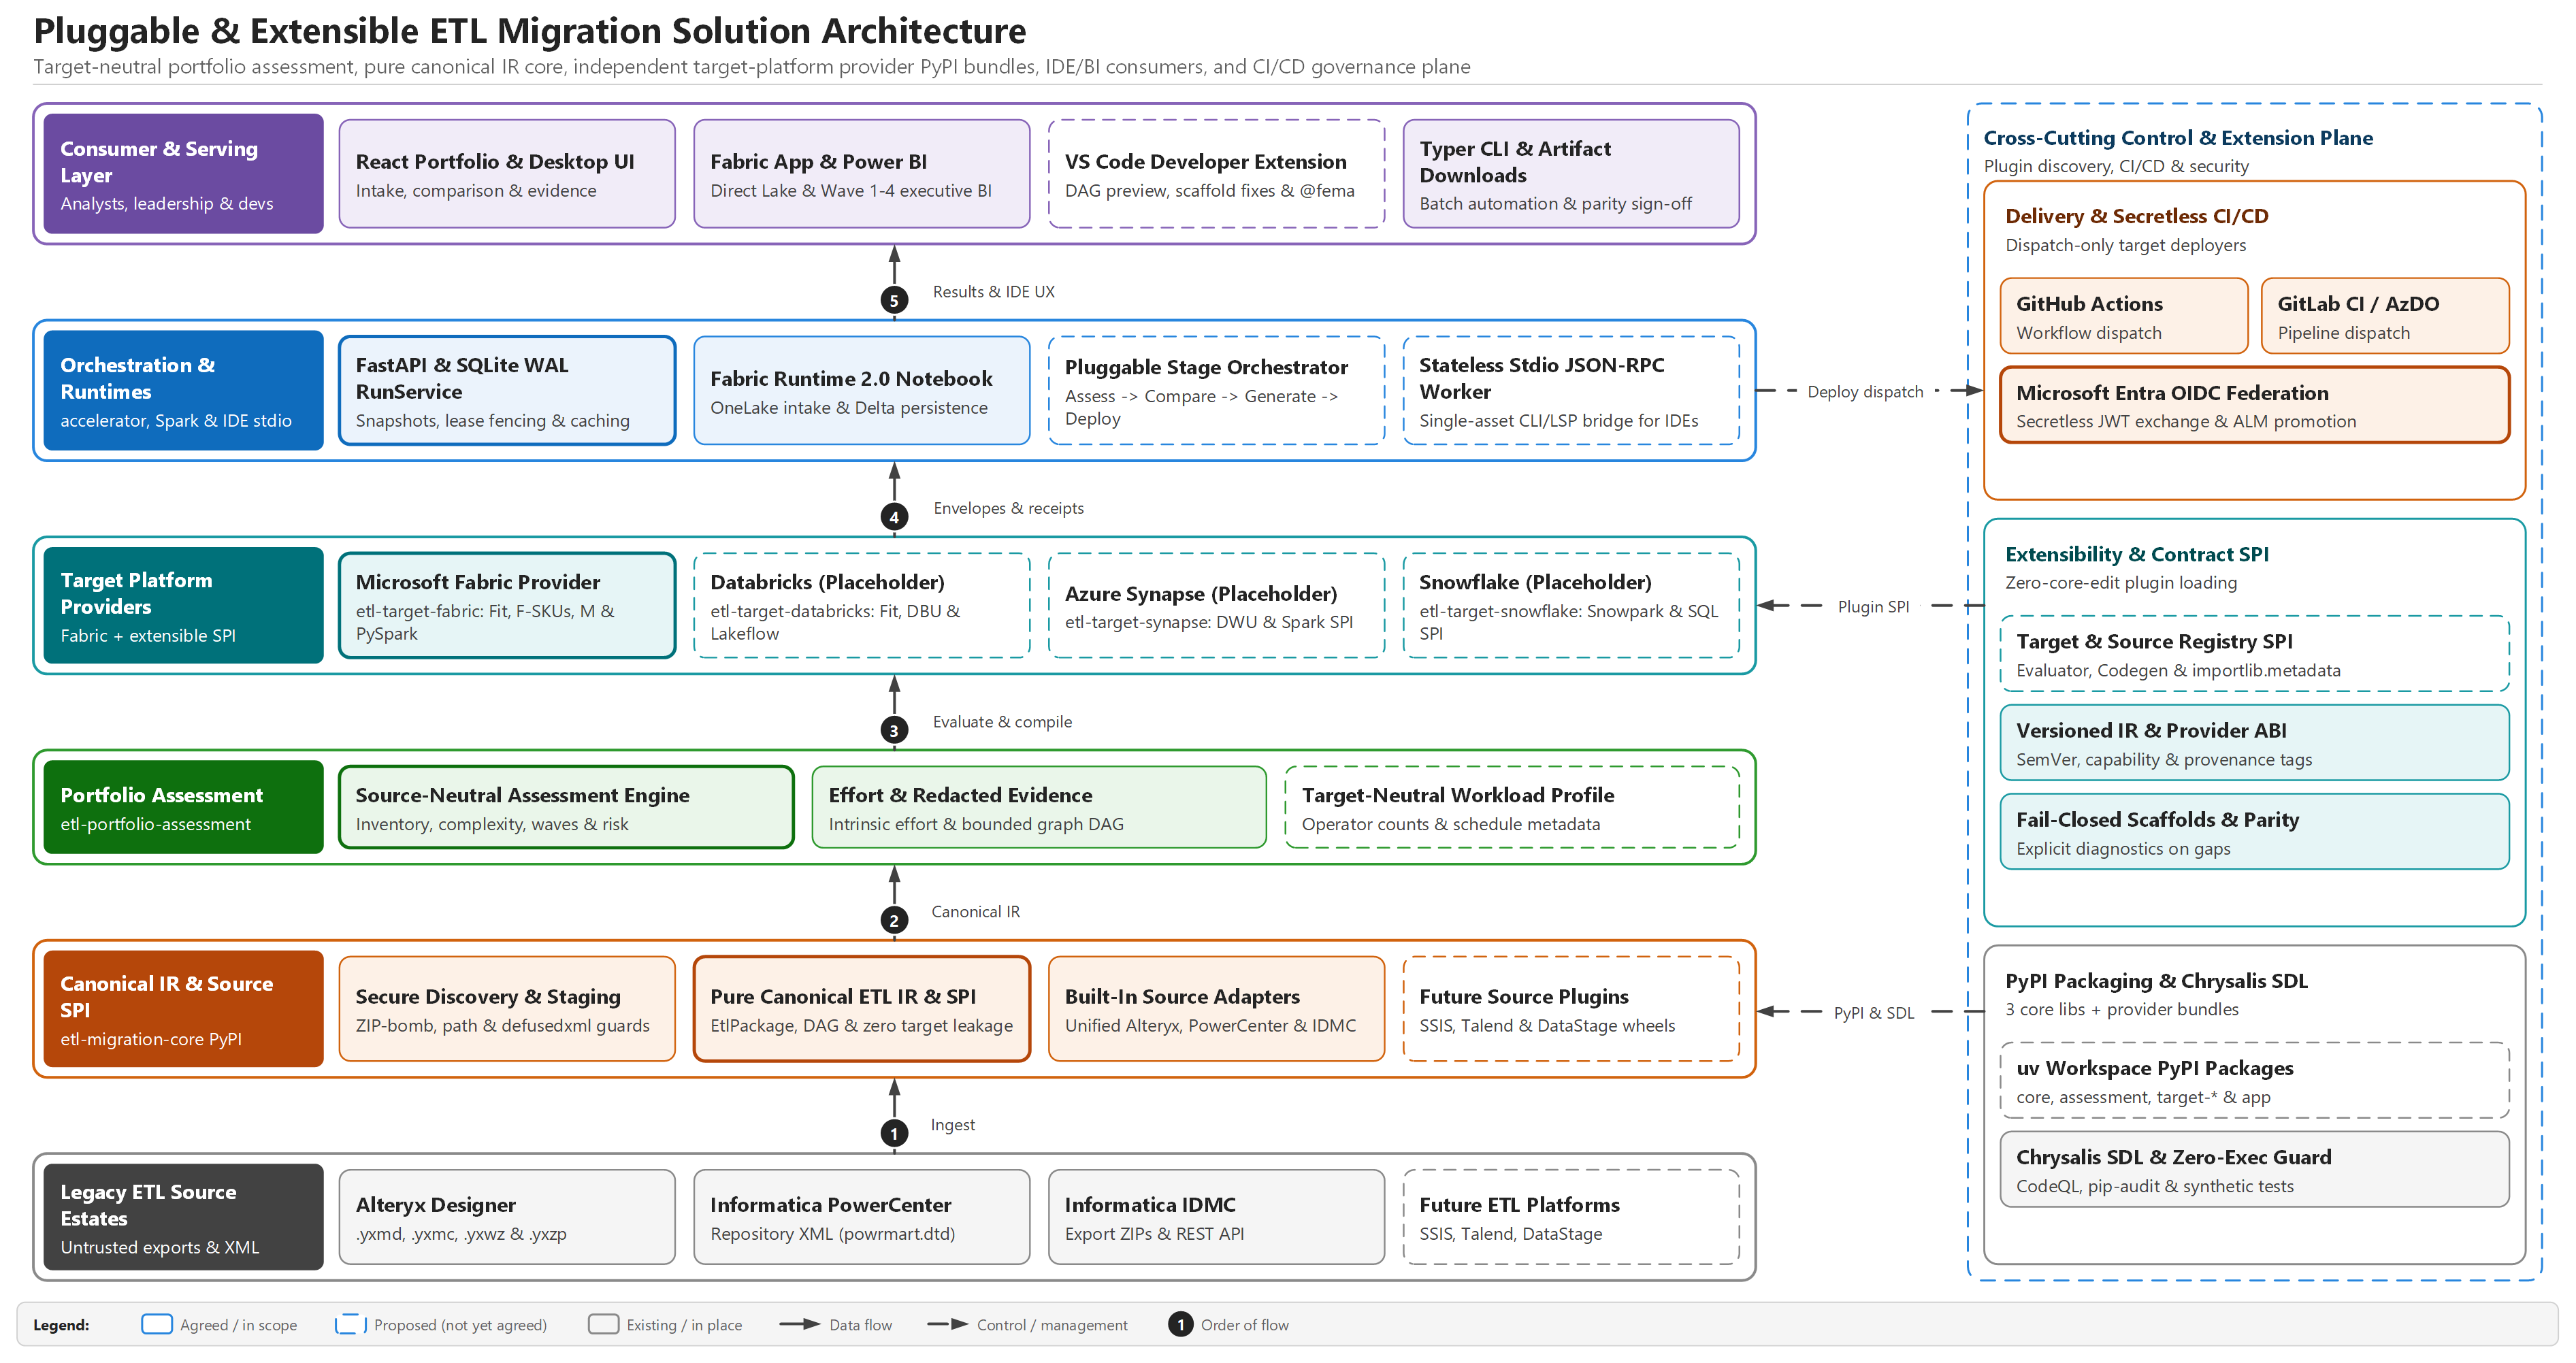 Pluggable & Extensible ETL Migration Solution Architecture
Target-neutral portfolio assessment, pure canonical IR core, independent target-platform provider PyPI bundles, IDE/BI consumers, and CI/CD governance plane
Consumer & Serving
Layer
Analysts, leadership & devs
React Portfolio & Desktop UI
Intake, comparison & evidence
Fabric App & Power BI
Direct Lake & Wave 1-4 executive BI
VS Code Developer Extension
DAG preview, scaffold fixes & @fema
Typer CLI & Artifact
Downloads
Batch automation & parity sign-off
5
Results & IDE UX
Orchestration &
Runtimes
accelerator, Spark & IDE stdio
FastAPI & SQLite WAL
RunService
Snapshots, lease fencing & caching
Fabric Runtime 2.0 Notebook
OneLake intake & Delta persistence
Pluggable Stage Orchestrator
Assess -> Compare -> Generate ->
Deploy
Stateless Stdio JSON-RPC
Worker
Single-asset CLI/LSP bridge for IDEs
Deploy dispatch
4
Envelopes & receipts
Target Platform
Providers
Fabric + extensible SPI
Microsoft Fabric Provider
etl-target-fabric: Fit, F-SKUs, M &
PySpark
Databricks (Placeholder)
etl-target-databricks: Fit, DBU &
Lakeflow
Azure Synapse (Placeholder)
etl-target-synapse: DWU & Spark SPI
Snowflake (Placeholder)
etl-target-snowflake: Snowpark & SQL
SPI
Plugin SPI
3
Evaluate & compile
Portfolio Assessment
etl-portfolio-assessment
Source-Neutral Assessment Engine
Inventory, complexity, waves & risk
Effort & Redacted Evidence
Intrinsic effort & bounded graph DAG
Target-Neutral Workload Profile
Operator counts & schedule metadata
2
Canonical IR
Canonical IR & Source
SPI
etl-migration-core PyPI
Secure Discovery & Staging
ZIP-bomb, path & defusedxml guards
Pure Canonical ETL IR & SPI
EtlPackage, DAG & zero target leakage
Built-In Source Adapters
Unified Alteryx, PowerCenter & IDMC
Future Source Plugins
SSIS, Talend & DataStage wheels
PyPI & SDL
1
Ingest
Legacy ETL Source
Estates
Untrusted exports & XML
Alteryx Designer
.yxmd, .yxmc, .yxwz & .yxzp
Informatica PowerCenter
Repository XML (powrmart.dtd)
Informatica IDMC
Export ZIPs & REST API
Future ETL Platforms
SSIS, Talend, DataStage
Cross-Cutting Control & Extension Plane
Plugin discovery, CI/CD & security
Delivery & Secretless CI/CD
Dispatch-only target deployers
GitHub Actions
Workflow dispatch
GitLab CI / AzDO
Pipeline dispatch
Microsoft Entra OIDC Federation
Secretless JWT exchange & ALM promotion
Extensibility & Contract SPI
Zero-core-edit plugin loading
Target & Source Registry SPI
Evaluator, Codegen & importlib.metadata
Versioned IR & Provider ABI
SemVer, capability & provenance tags
Fail-Closed Scaffolds & Parity
Explicit diagnostics on gaps
PyPI Packaging & Chrysalis SDL
3 core libs + provider bundles
uv Workspace PyPI Packages
core, assessment, target-* & app
Chrysalis SDL & Zero-Exec Guard
CodeQL, pip-audit & synthetic tests
Legend:
Agreed / in scope
Proposed (not yet agreed)
Existing / in place
Data flow
Control / management
1
Order of flow